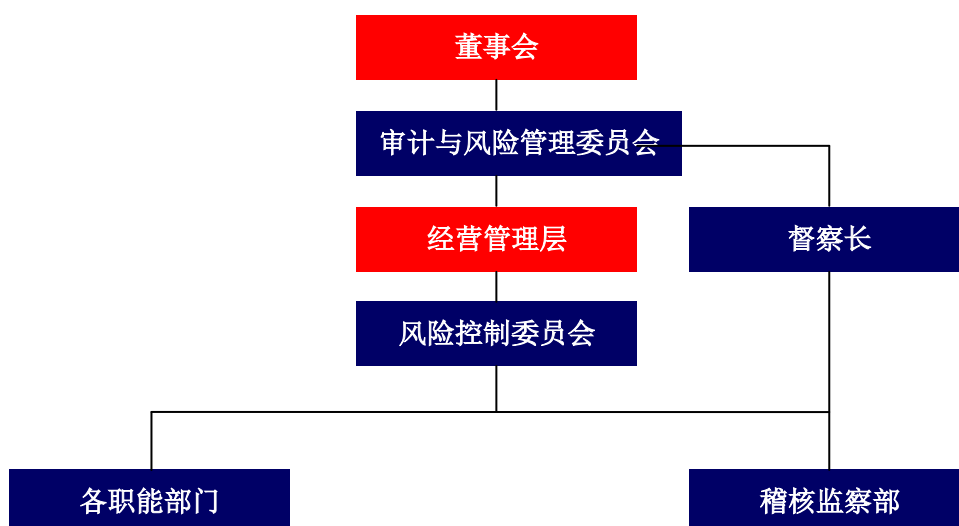 董事会
审计与风险管理委员会
经营管理层
督察长
风险控制委员会
各职能部门
稽核监察部